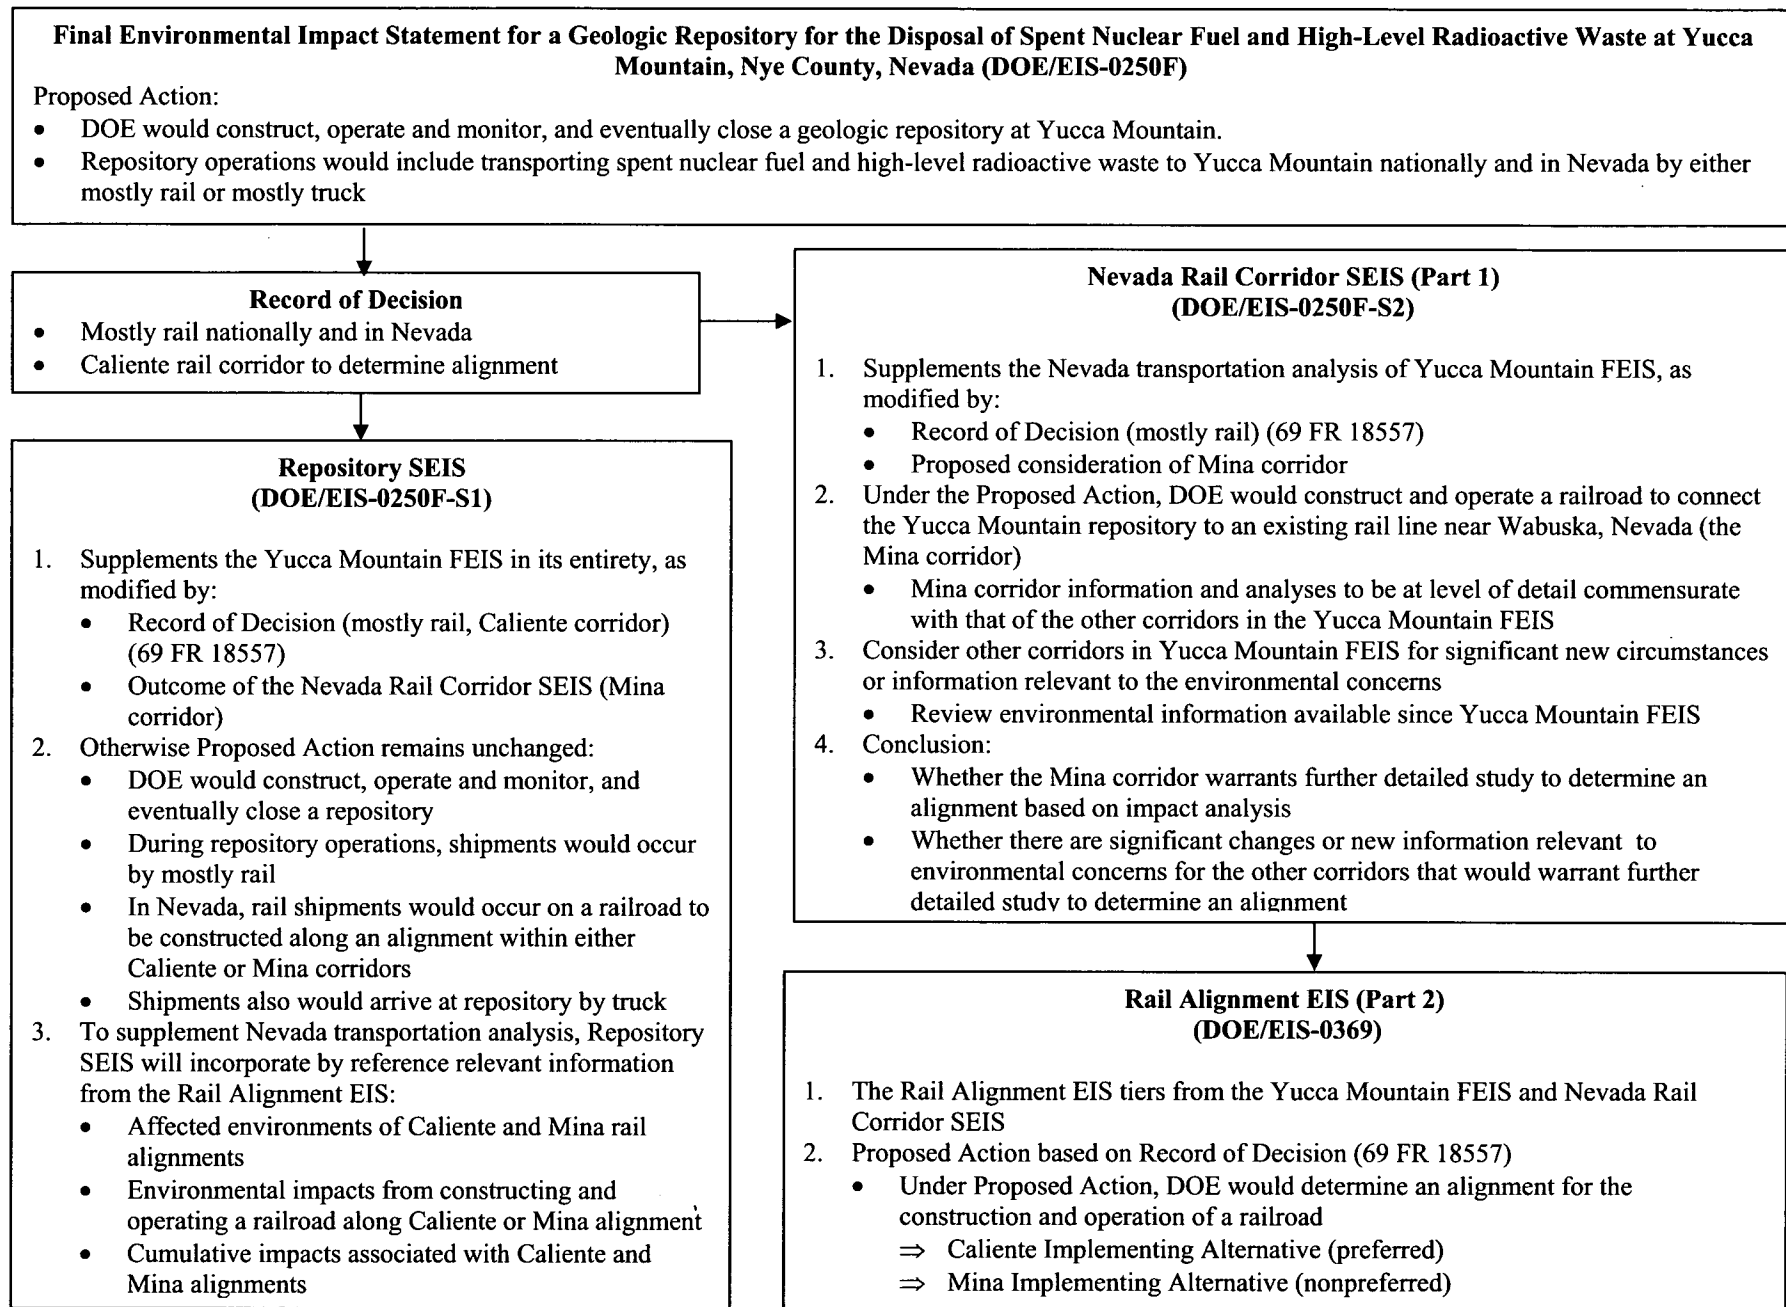 Final Environmental Impact Statement for a Geologic Repository for the Disposal of Spent Nuclear Fuel and High-Level Radioactive Waste at Yucca
Mountain, Nye County, Nevada (DOE/EIS-0250F)
Proposed Action:
• DOE would construct, operate and monitor, and eventually close a geologic repository at Yucca Mountain.
• Repository operations would include transporting spent nuclear fuel and high-level radioactive waste to Yucca Mountain nationally and in Nevada by either
mostly rail or mostly truck
Record of Decision
• Mostly rail nationally and in Nevada
• Caliente rail corridor to determine alignment
Repository SEIS
(DOE/EIS-0250F-S1)
1. Supplements the Yucca Mountain FEIS in its entirety, as
modified by:
• Record of Decision (mostly rail, Caliente corridor)
(69 FR 18557)
• Outcome of the Nevada Rail Corridor SEIS (Mina
corridor)
2. Otherwise Proposed Action remains unchanged:
• DOE would construct, operate and monitor, and
eventually close a repository
• During repository operations, shipments would occur
by mostly rail
• In Nevada, rail shipments would occur on a railroad to
be constructed along an alignment within either
Caliente or Mina corridors
• Shipments also would arrive at repository by truck
3. To supplement Nevada transportation analysis, Repository
SEIS will incorporate by reference relevant information
from the Rail Alignment EIS:
• Affected environments of Caliente and Mina rail
alignments
• Environmental impacts from constructing and
operating a railroad along Caliente or Mina alignment
• Cumulative impacts associated with Caliente and
Mina alignments
Nevada Rail Corridor SEIS (Part 1)
(DOE/EIS-0250F-S2)
1. Supplements the Nevada transportation analysis of Yucca Mountain FEIS, as
modified by:
• Record of Decision (mostly rail) (69 FR 18557)
• Proposed consideration of Mina corridor
2. Under the Proposed Action, DOE would construct and operate a railroad to connect
the Yucca Mountain repository to an existing rail line near Wabuska, Nevada (the
Mina corridor)
• Mina corridor information and analyses to be at level of detail commensurate
with that of the other corridors in the Yucca Mountain FEIS
3. Consider other corridors in Yucca Mountain FEIS for significant new circumstances
or information relevant to the environmental concerns
• Review environmental information available since Yucca Mountain FEIS
4. Conclusion:
• Whether the Mina corridor warrants further detailed study to determine an
alignment based on impact analysis
• Whether there are significant changes or new information relevant to
environmental concerns for the other corridors that would warrant further
detailed study to determine an alignment
Rail Alignment EIS (Part 2)
(DOE/EIS-0369)
1. The Rail Alignment EIS tiers from the Yucca Mountain FEIS and Nevada Rail
Corridor SEIS
2. Proposed Action based on Record of Decision (69 FR 18557)
• Under Proposed Action, DOE would determine an alignment for the
construction and operation of a railroad
⇒ Caliente Implementing Alternative (preferred)
⇒ Mina Implementing Alternative (nonpreferred)